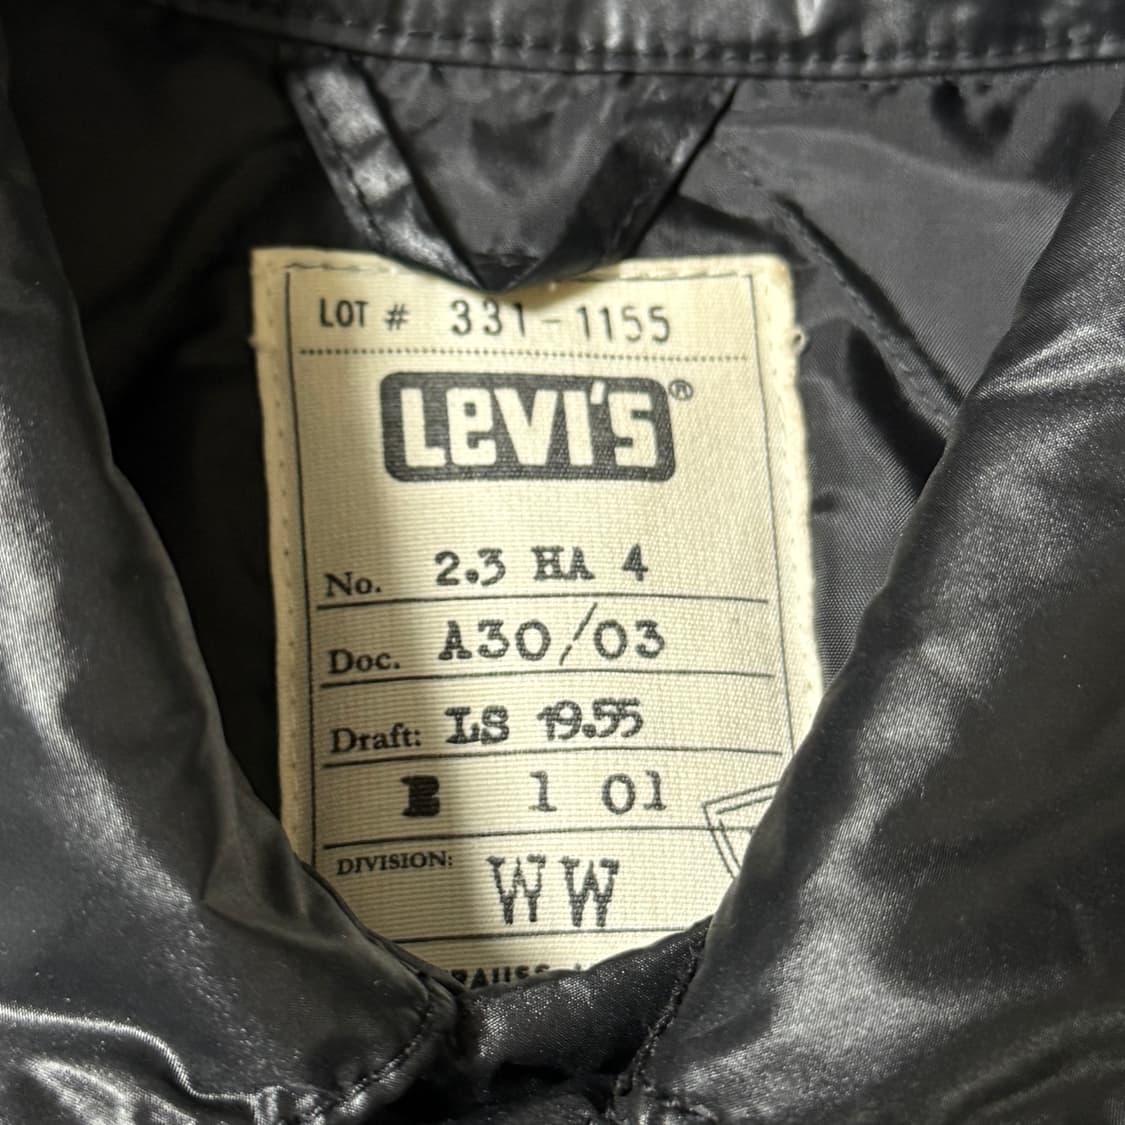 LOT # 331-1155
LEVI'S®
No. 2.3 HA 4
Doc. A30/03
Draft: LS 19.55
1 01
DIVISION: WW